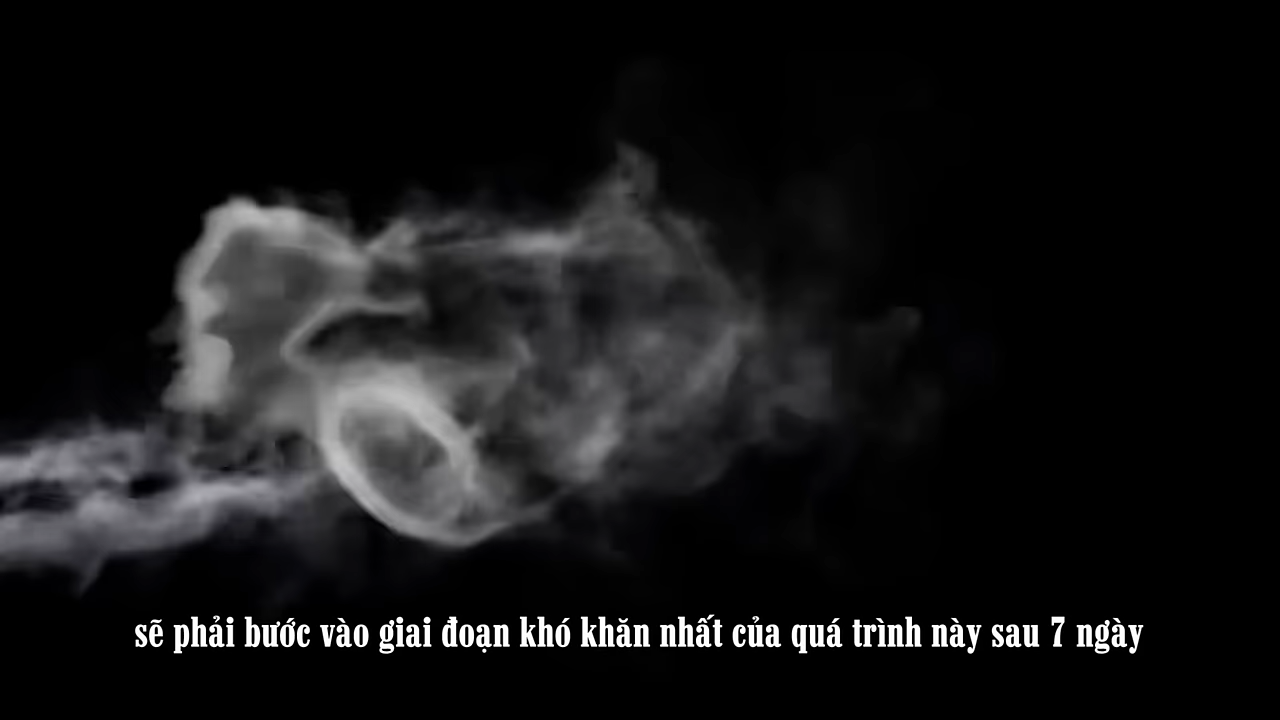 sẽ phải bước vào giai đoạn khó khăn nhất của quá trình này sau 7 ngày